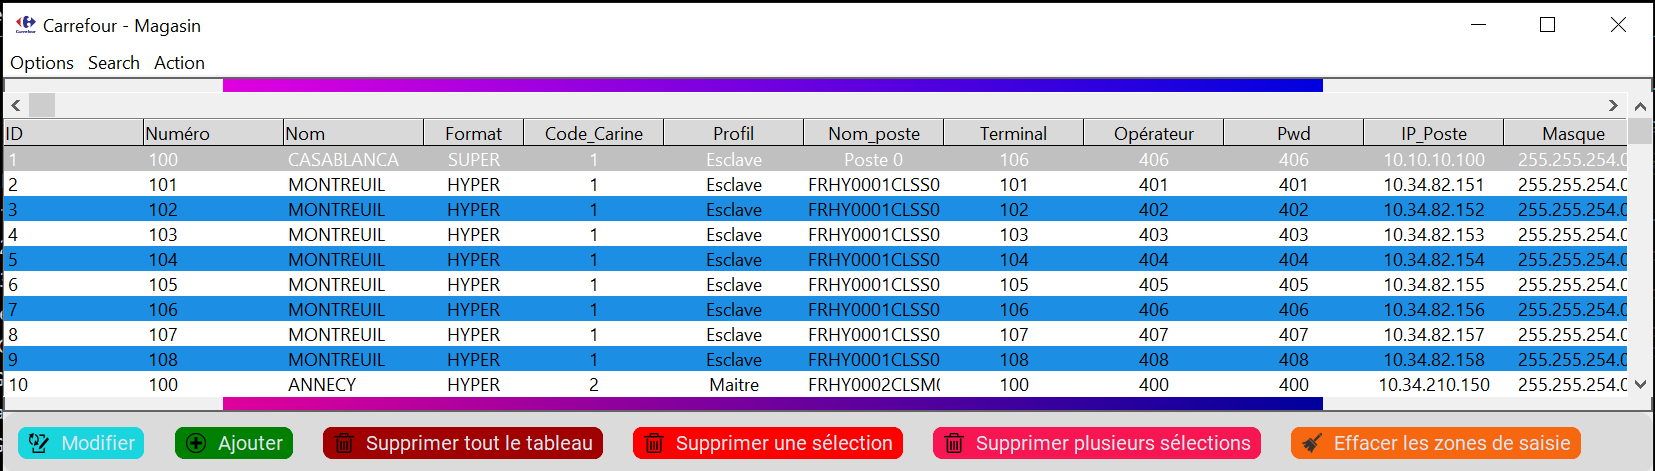 Carrefour - Magasin
Options Search Action
ID Numéro Nom Format Code_Carine Profil Nom_poste Terminal Opérateur Pwd IP_Poste Masque
1 100 CASABLANCA SUPER 1 Esclave Poste 0 106 406 406 10.10.10.100 255.255.254.0
2 101 MONTREUIL HYPER 1 Esclave FRHY0001CLSS0 101 401 401 10.34.82.151 255.255.254.0
3 102 MONTREUIL HYPER 1 Esclave FRHY0001CLSS0 102 402 402 10.34.82.152 255.255.254.0
4 103 MONTREUIL HYPER 1 Esclave FRHY0001CLSS0 103 403 403 10.34.82.153 255.255.254.0
5 104 MONTREUIL HYPER 1 Esclave FRHY0001CLSS0 104 404 404 10.34.82.154 255.255.254.0
6 105 MONTREUIL HYPER 1 Esclave FRHY0001CLSS0 105 405 405 10.34.82.155 255.255.254.0
7 106 MONTREUIL HYPER 1 Esclave FRHY0001CLSS0 106 406 406 10.34.82.156 255.255.254.0
8 107 MONTREUIL HYPER 1 Esclave FRHY0001CLSS0 107 407 407 10.34.82.157 255.255.254.0
9 108 MONTREUIL HYPER 1 Esclave FRHY0001CLSS0 108 408 408 10.34.82.158 255.255.254.0
10 100 ANNECY HYPER 2 Maitre FRHY0002CLSM0 100 400 400 10.34.210.150 255.255.254.0
Modifier Ajouter Supprimer tout le tableau Supprimer une sélection Supprimer plusieurs sélections Effacer les zones de saisie